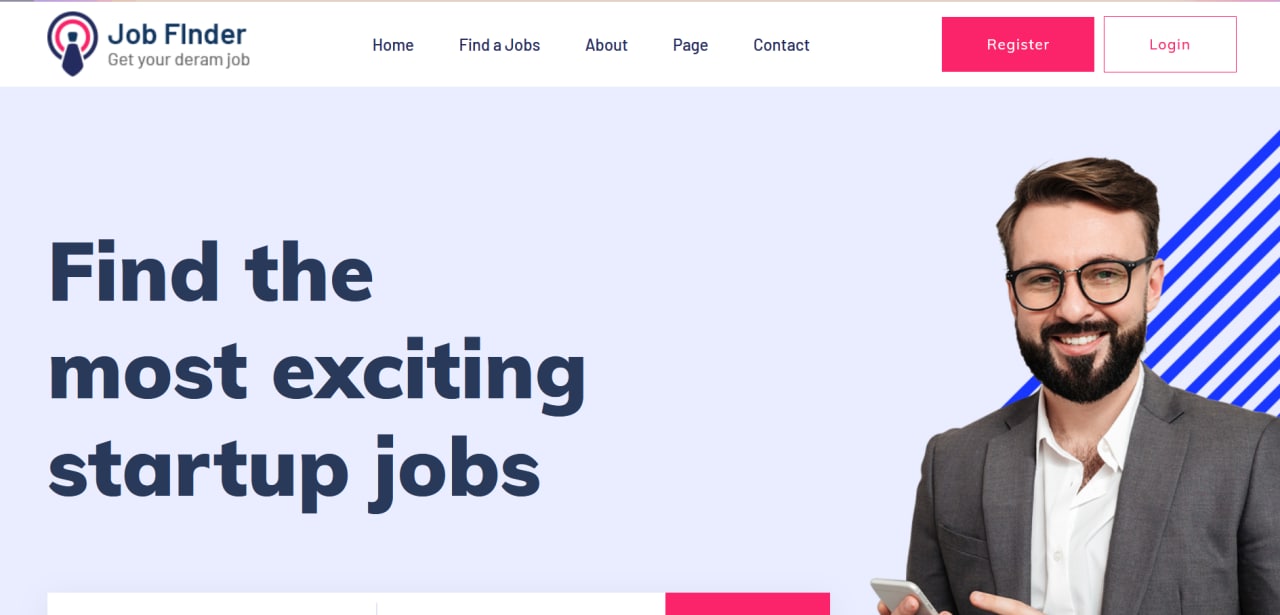 Job FInder
Get your deram job
Home
Find a Jobs
About
Page
Contact
Register
Login
Find the
most exciting
startup jobs